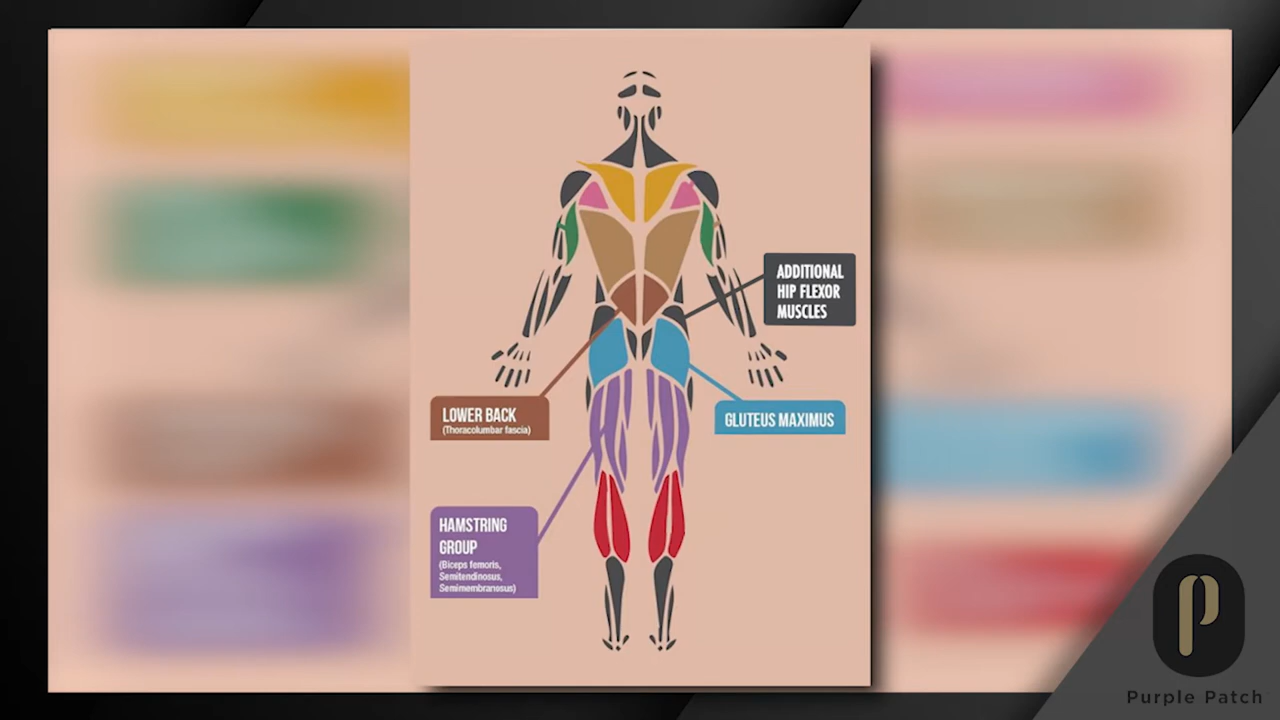 ADDITIONAL
HIP FLEXOR
MUSCLES
LOWER BACK
(Thoracolumbar fascia)
GLUTEUS MAXIMUS
HAMSTRING
GROUP
(Biceps femoris,
Semitendinosus,
Semimembranosus)
Purple Patch